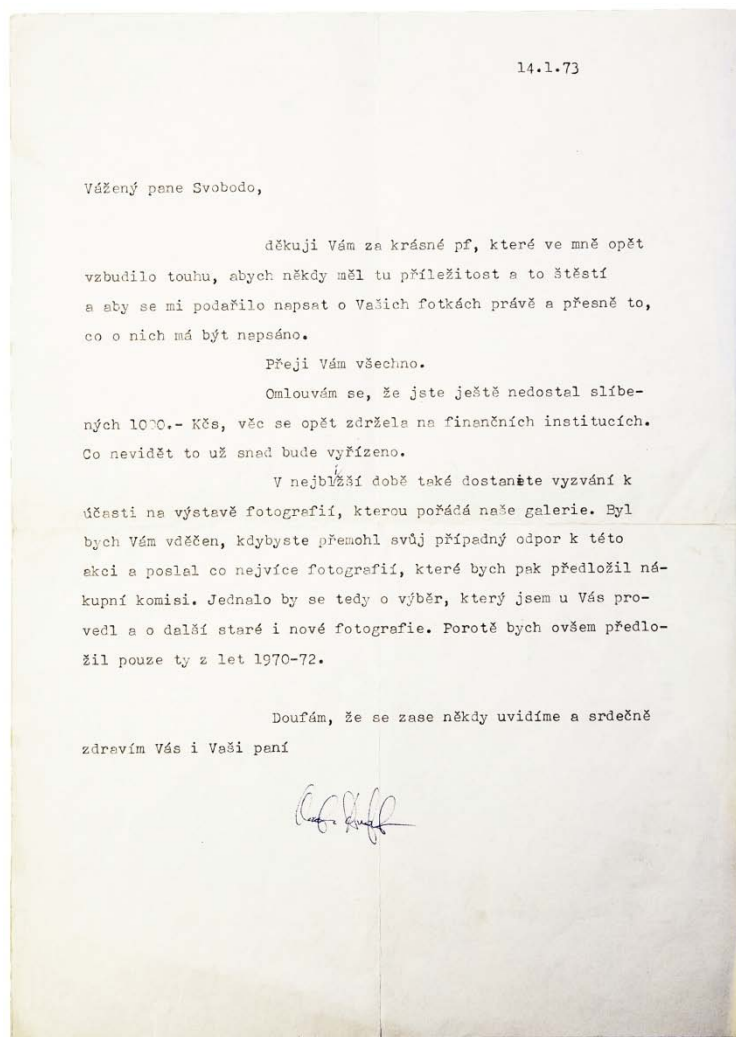 14.1.73
Vážený pane Svobodo,
děkuji Vám za krásné pf, které ve mně opět
vzbudilo touhu, abych někdy měl tu příležitost a to štěstí
a aby se mi podařilo napsat o Vašich fotkách právě a přesně to,
co o nich má být napsáno.
Přeji Vám všechno.
Omlouvám se, že jste ještě nedostal slíbe-
ných 1000.- Kčs, věc se opět zdržela na finančních institucích.
Co nevidět to už snad bude vyřízeno.
V nejbližší době také dostanete vyzvání k
účasti na výstavě fotografií, kterou pořádá naše galerie. Byl
bych Vám vděčen, kdybyste přemohl svůj případný odpor k této
akci a poslal co nejvíce fotografií, které bych pak předložil ná-
kupní komisi. Jednalo by se tedy o výběr, který jsem u Vás pro-
vedl a o další staré i nové fotografie. Porotě bych ovšem předlo-
žil pouze ty z let 1970-72.
Doufám, že se zase někdy uvidíme a srdečně
zdravím Vás i Vaši paní